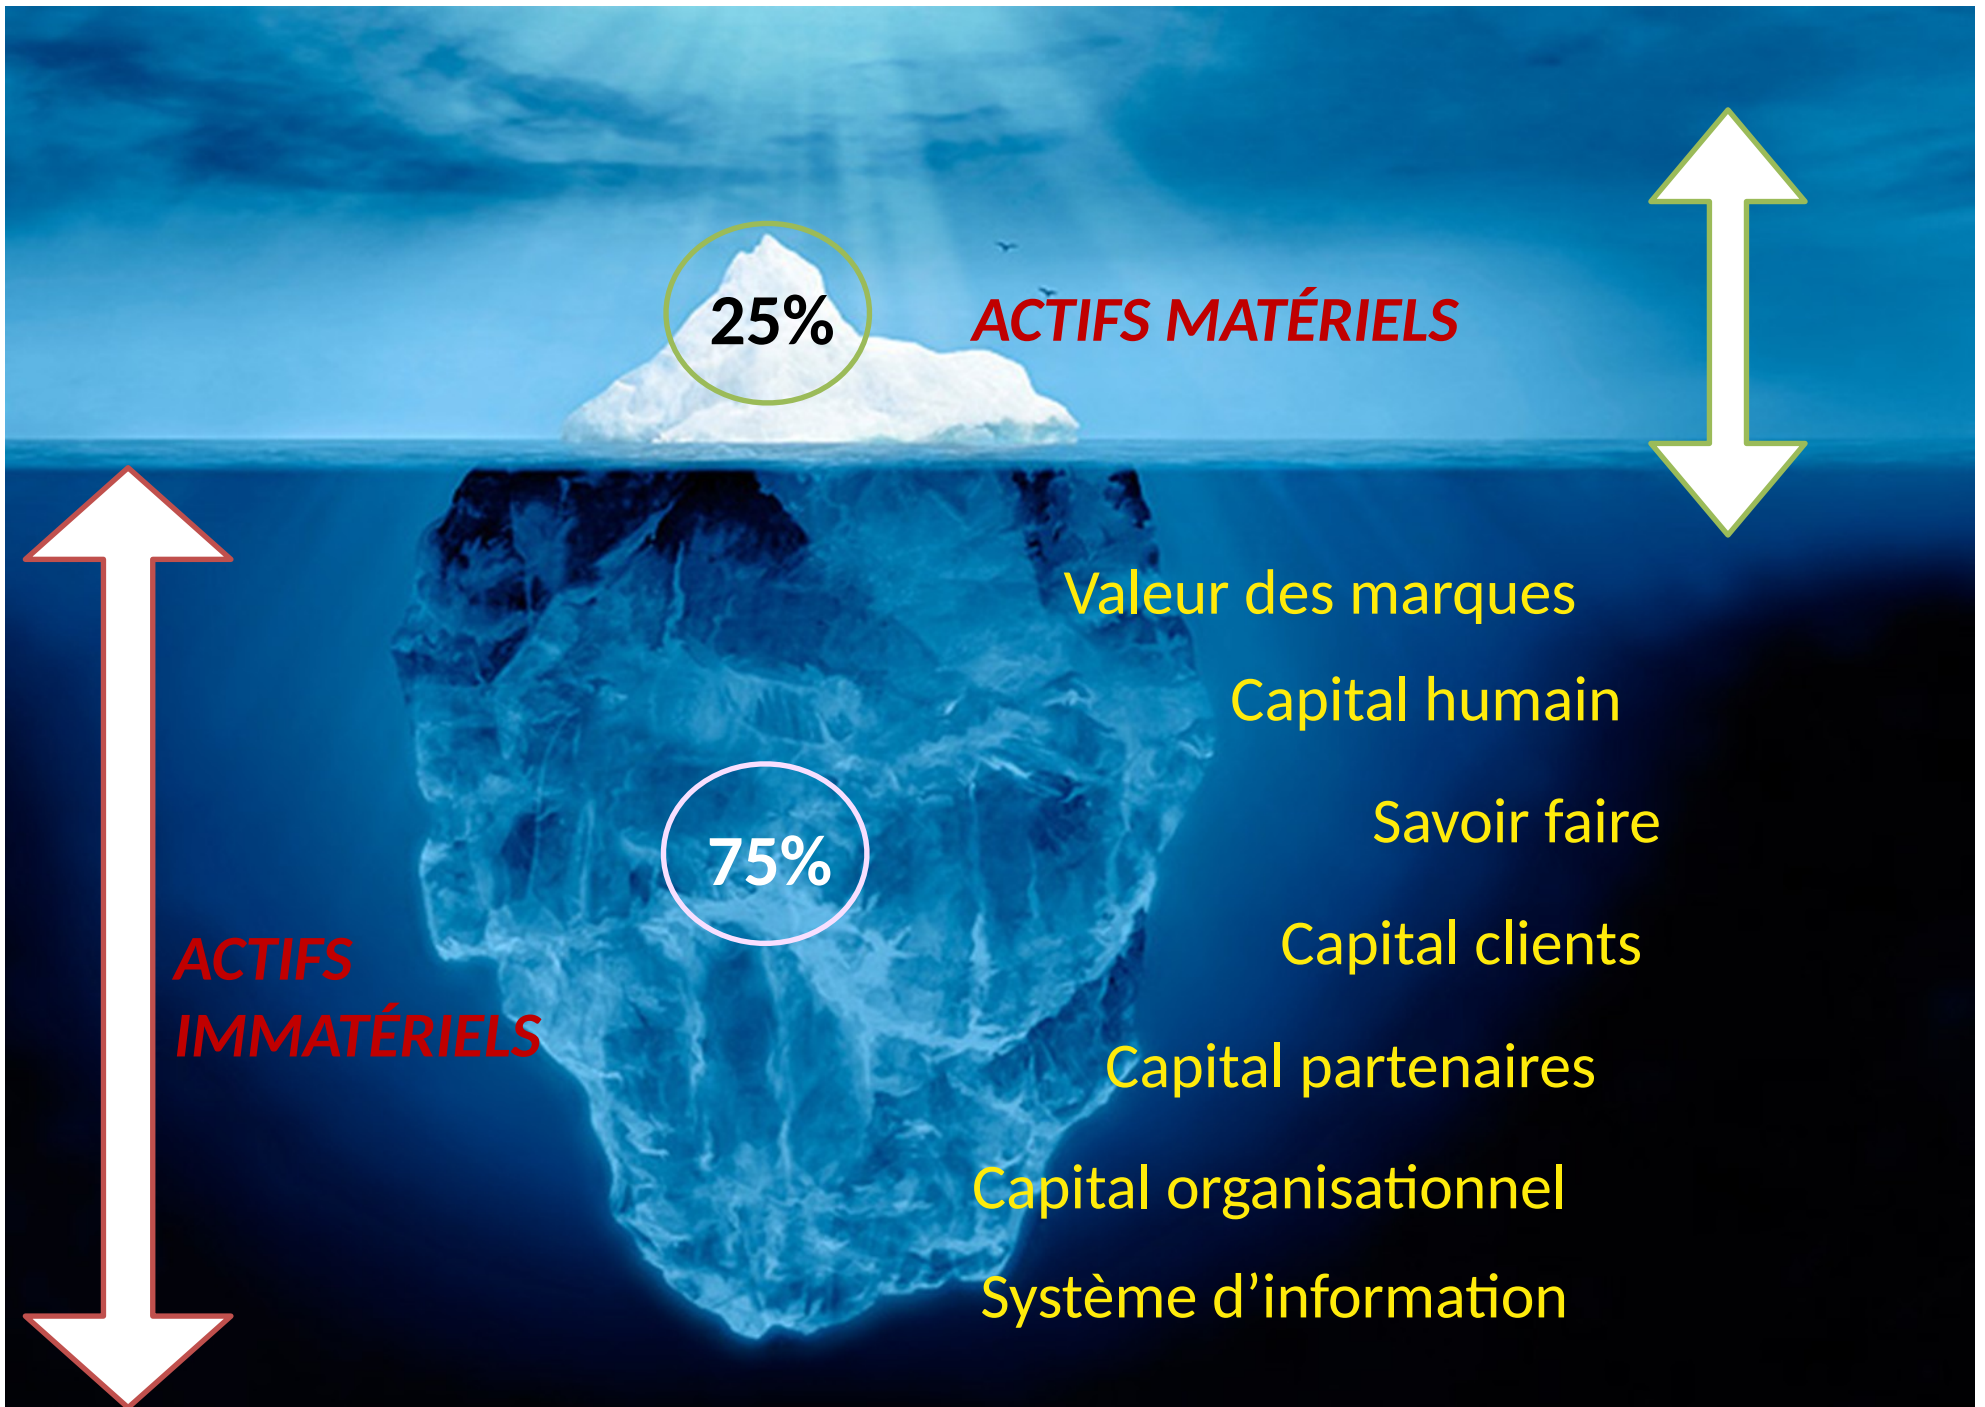 25%
ACTIFS MATÉRIELS
Valeur des marques
Capital humain
Savoir faire
75%
Capital clients
ACTIFS
IMMATÉRIELS
Capital partenaires
Capital organisationnel
Système d’information